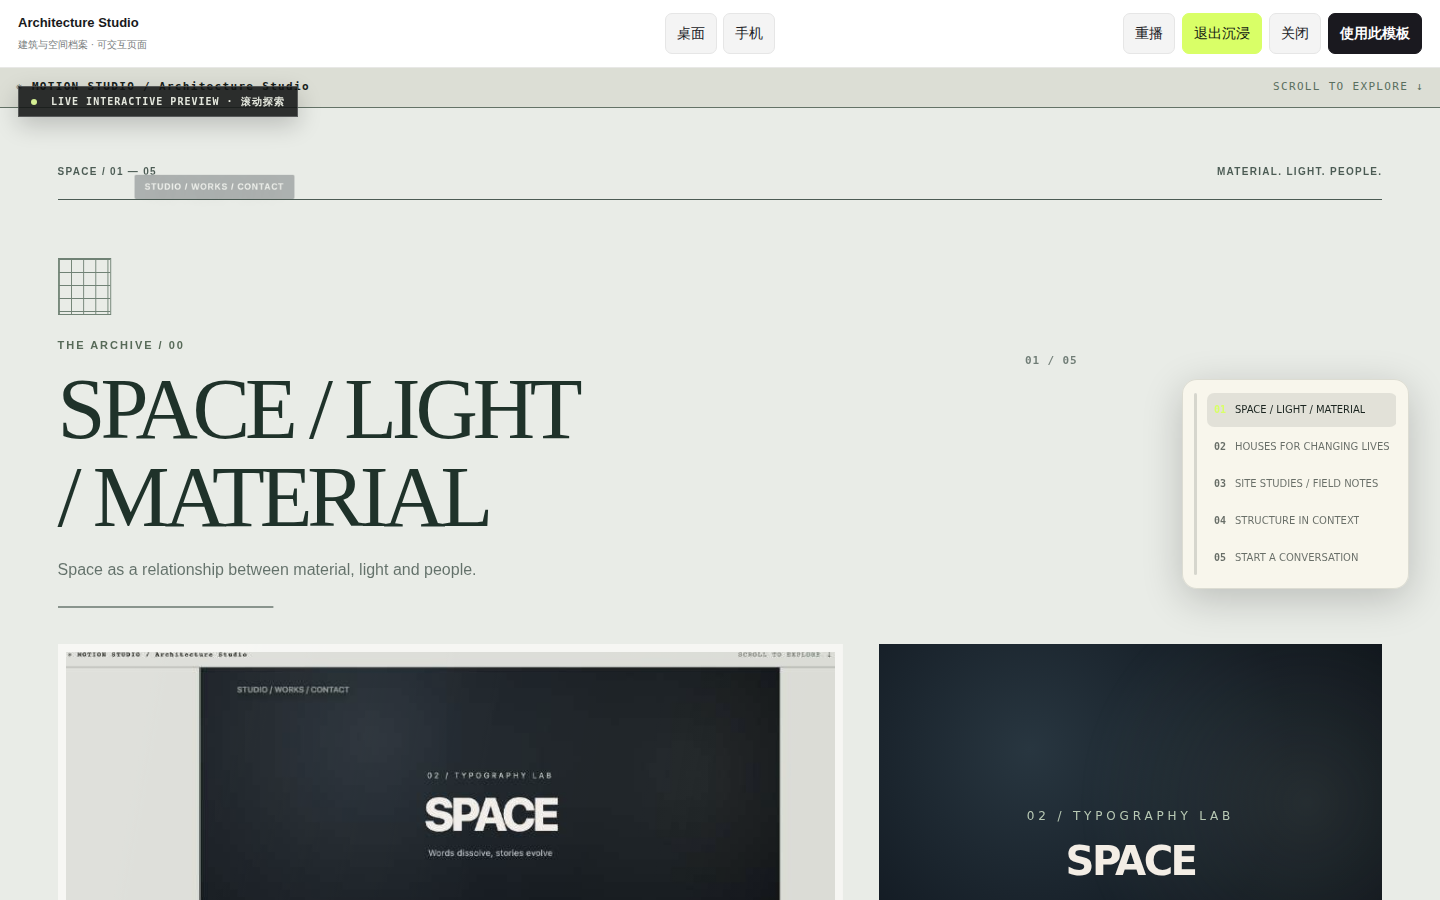 Architecture Studio
建筑与空间档案 · 可交互页面
桌面
手机
重播
退出沉浸
关闭
使用此模板
MOTION STUDIO / Architecture Studio
SCROLL TO EXPLORE ↓
LIVE INTERACTIVE PREVIEW · 滚动探索
SPACE / 01 — 05
MATERIAL. LIGHT. PEOPLE.
STUDIO / WORKS / CONTACT
THE ARCHIVE / 00
SPACE / LIGHT
/ MATERIAL
Space as a relationship between material, light and people.
01 / 05
SPACE / LIGHT / MATERIAL
02 HOUSES FOR CHANGING LIVES
03 SITE STUDIES / FIELD NOTES
04 STRUCTURE IN CONTEXT
05 START A CONVERSATION
MOTION STUDIO / Architecture Studio
SCROLL TO EXPLORE ↓
STUDIO / WORKS / CONTACT
02 / TYPOGRAPHY LAB
SPACE
Words dissolve, stories evolve
02 / TYPOGRAPHY LAB
SPACE